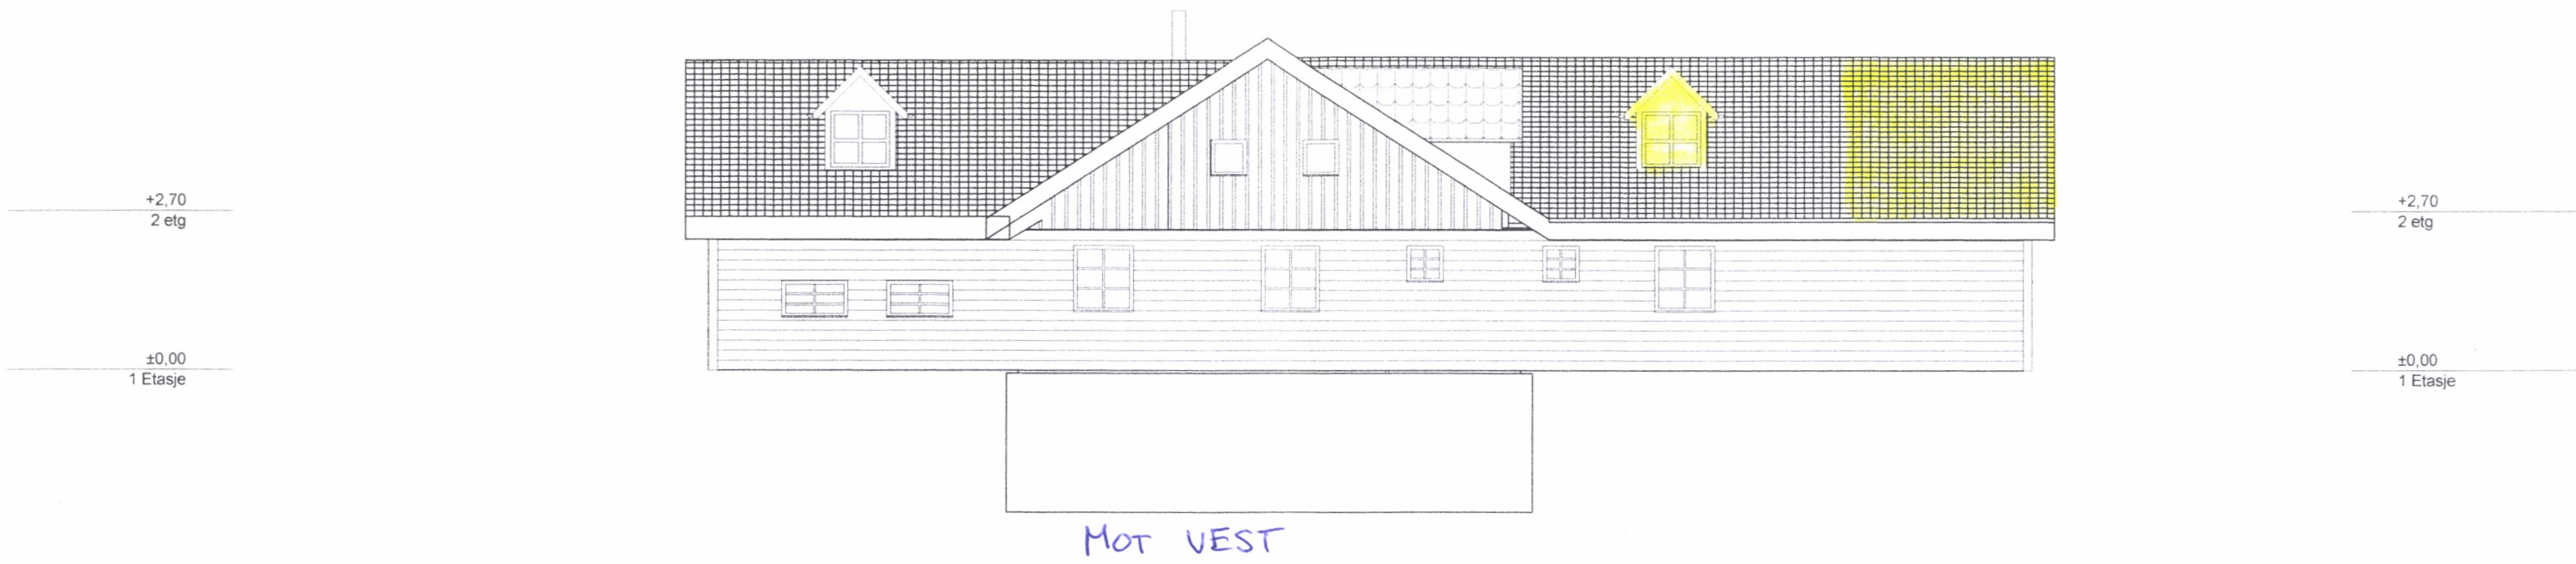 +2,70
2 etg
±0,00
1 Etasje
+2,70
2 etg
±0,00
1 Etasje
MOT VEST